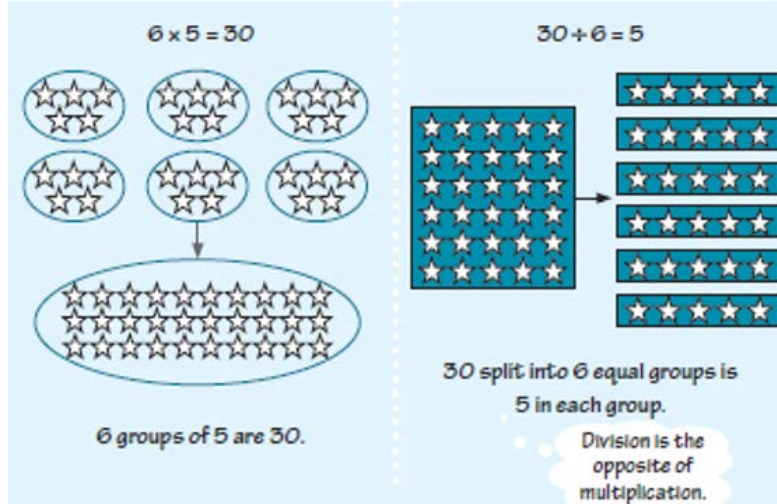 6 × 5 = 30
6 groups of 5 are 30.
30 ÷ 6 = 5
30 split into 6 equal groups is
5 in each group.
Division is the
opposite of
multiplication.